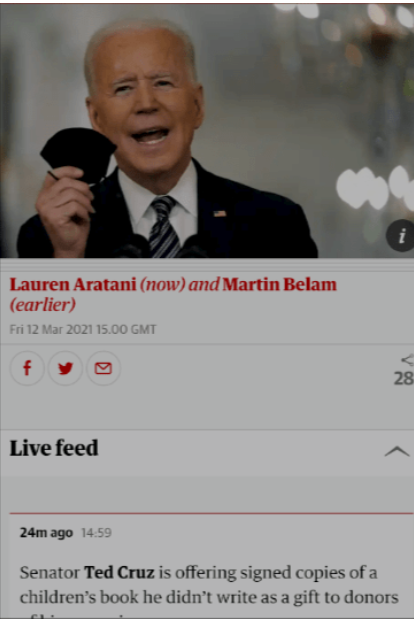 Lauren Aratani (now) and Martin Belam
(earlier)
Fri 12 Mar 2021 15.00 GMT
28
Live feed
24m ago 14:59
Senator Ted Cruz is offering signed copies of a
children's book he didn't write as a gift to donors